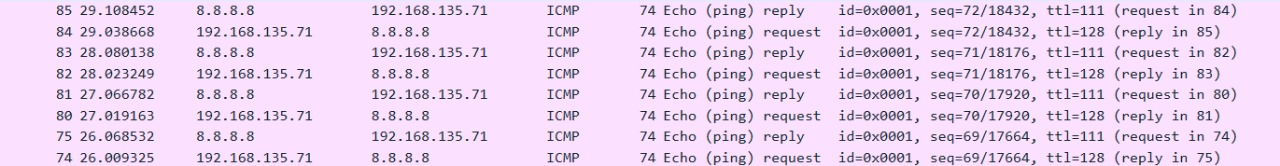 85 29.108452 8.8.8.8 192.168.135.71 ICMP 74 Echo (ping) reply id=0x0001, seq=72/18432, ttl=111 (request in 84)
84 29.038668 192.168.135.71 8.8.8.8 ICMP 74 Echo (ping) request id=0x0001, seq=72/18432, ttl=128 (reply in 85)
83 28.080138 8.8.8.8 192.168.135.71 ICMP 74 Echo (ping) reply id=0x0001, seq=71/18176, ttl=111 (request in 82)
82 28.023249 192.168.135.71 8.8.8.8 ICMP 74 Echo (ping) request id=0x0001, seq=71/18176, ttl=128 (reply in 83)
81 27.066782 8.8.8.8 192.168.135.71 ICMP 74 Echo (ping) reply id=0x0001, seq=70/17920, ttl=111 (request in 80)
80 27.019163 192.168.135.71 8.8.8.8 ICMP 74 Echo (ping) request id=0x0001, seq=70/17920, ttl=128 (reply in 81)
75 26.068532 8.8.8.8 192.168.135.71 ICMP 74 Echo (ping) reply id=0x0001, seq=69/17664, ttl=111 (request in 74)
74 26.009325 192.168.135.71 8.8.8.8 ICMP 74 Echo (ping) request id=0x0001, seq=69/17664, ttl=128 (reply in 75)